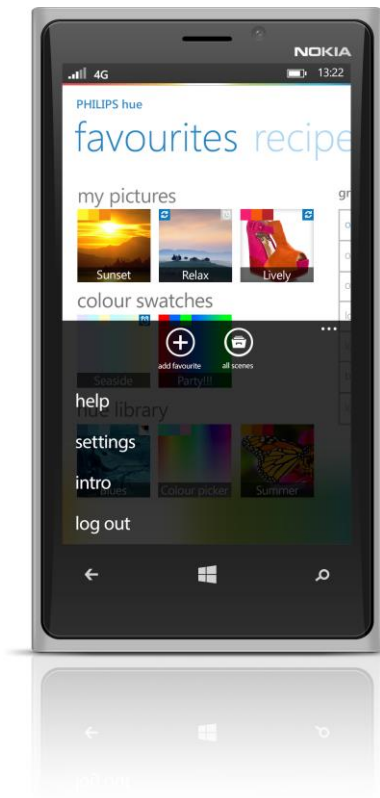 NOKIA
4G 13:22
PHILIPS hue
favourites recipe
my pictures gr
Sunset Relax Lively
colour swatches
Seaside Party!!!
add favourite all scenes
help
hue library
settings
intro
Blues Colour picker Summer
log out